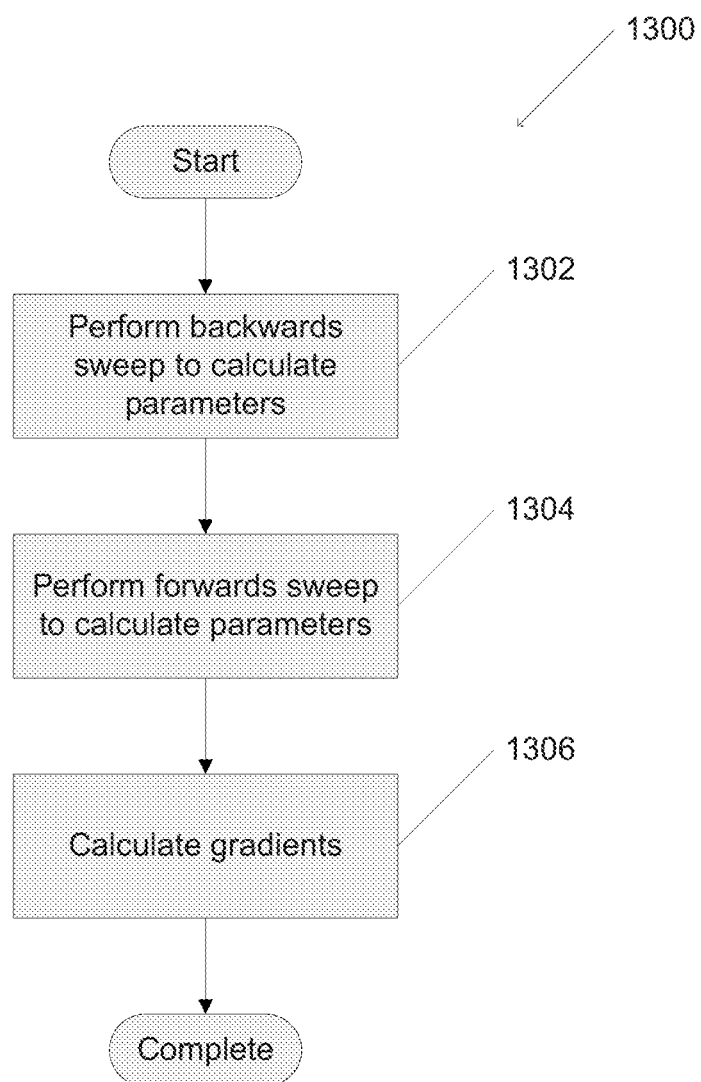 1300
Start
1302
Perform backwards
sweep to calculate
parameters
1304
Perform forwards sweep
to calculate parameters
1306
Calculate gradients
Complete